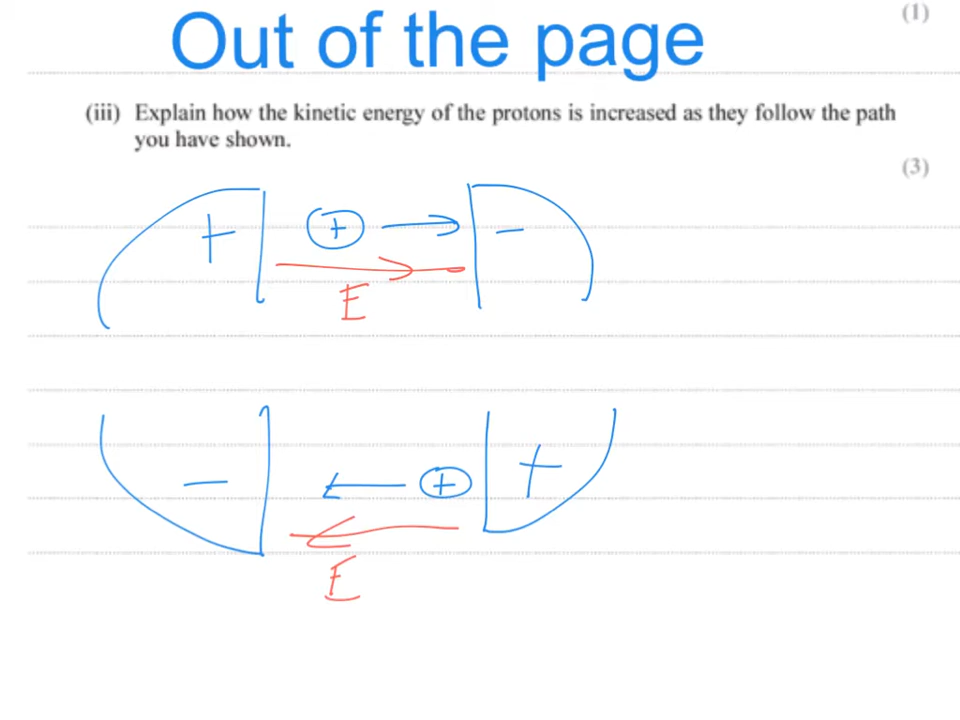 (1)
Out of the page
(iii) Explain how the kinetic energy of the protons is increased as they follow the path
you have shown.
(3)
+ + -
E
- + +
E